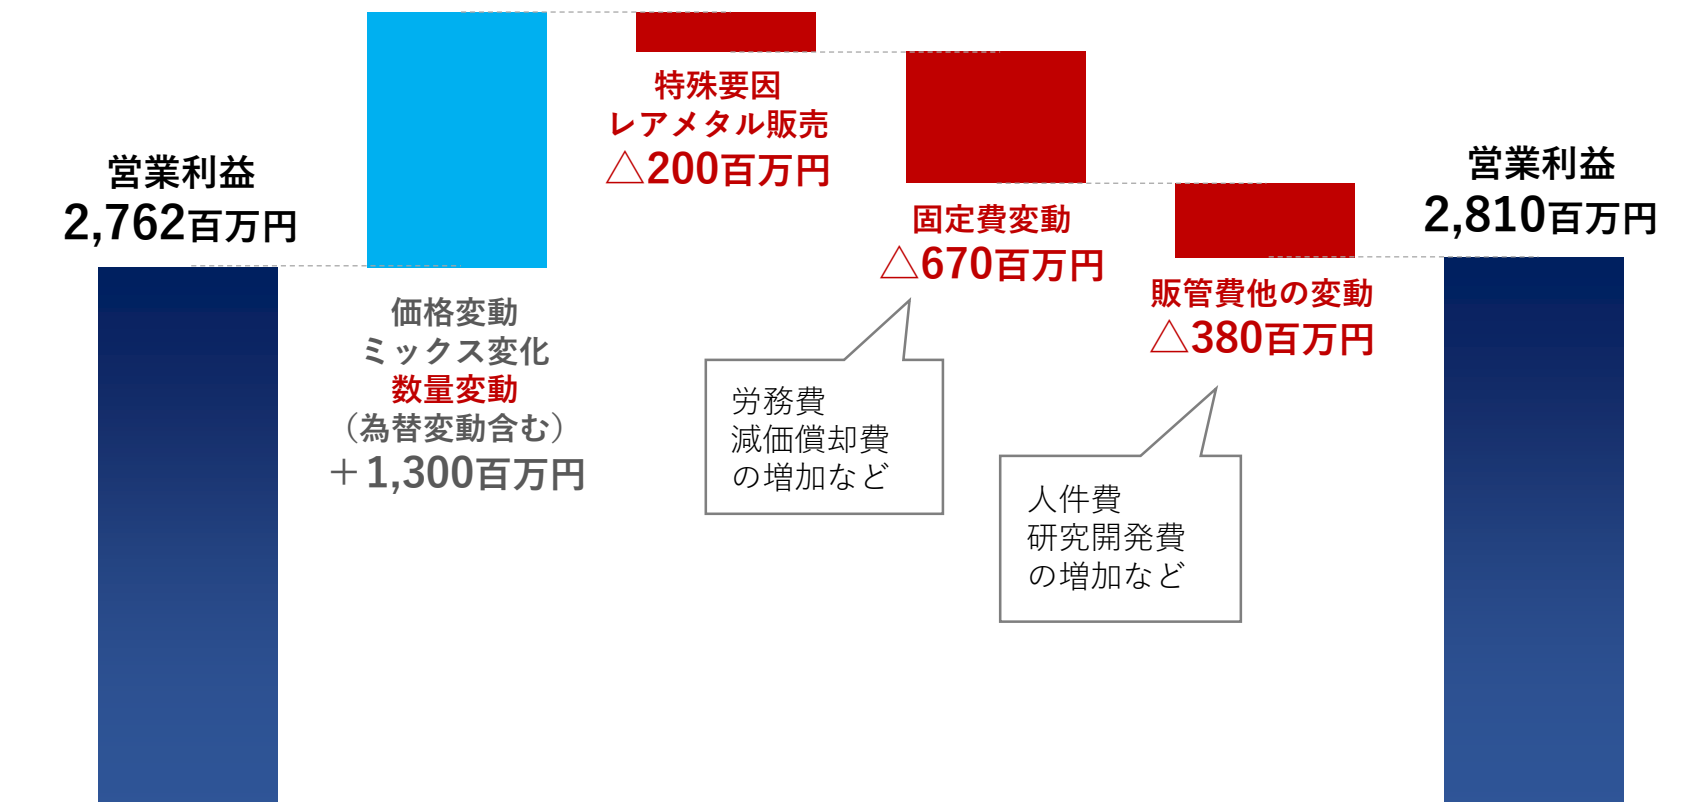 営業利益
2,762百万円
価格変動
ミックス変化
数量変動
（為替変動含む）
＋1,300百万円
特殊要因
レアメタル販売
△200百万円
固定費変動
△670百万円
労務費
減価償却費
の増加など
販管費他の変動
△380百万円
人件費
研究開発費
の増加など
営業利益
2,810百万円